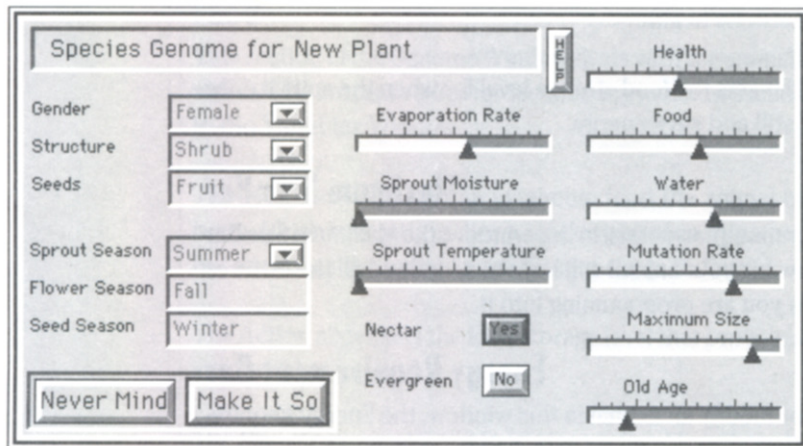 Species Genome for New Plant
HELP
Health
Gender
Female
Evaporation Rate
Food
Structure
Shrub
Seeds
Fruit
Sprout Moisture
Water
Sprout Season
Summer
Sprout Temperature
Mutation Rate
Flower Season
Fall
Seed Season
Winter
Nectar
Yes
Maximum Size
Evergreen
No
Never Mind
Make It So
Old Age